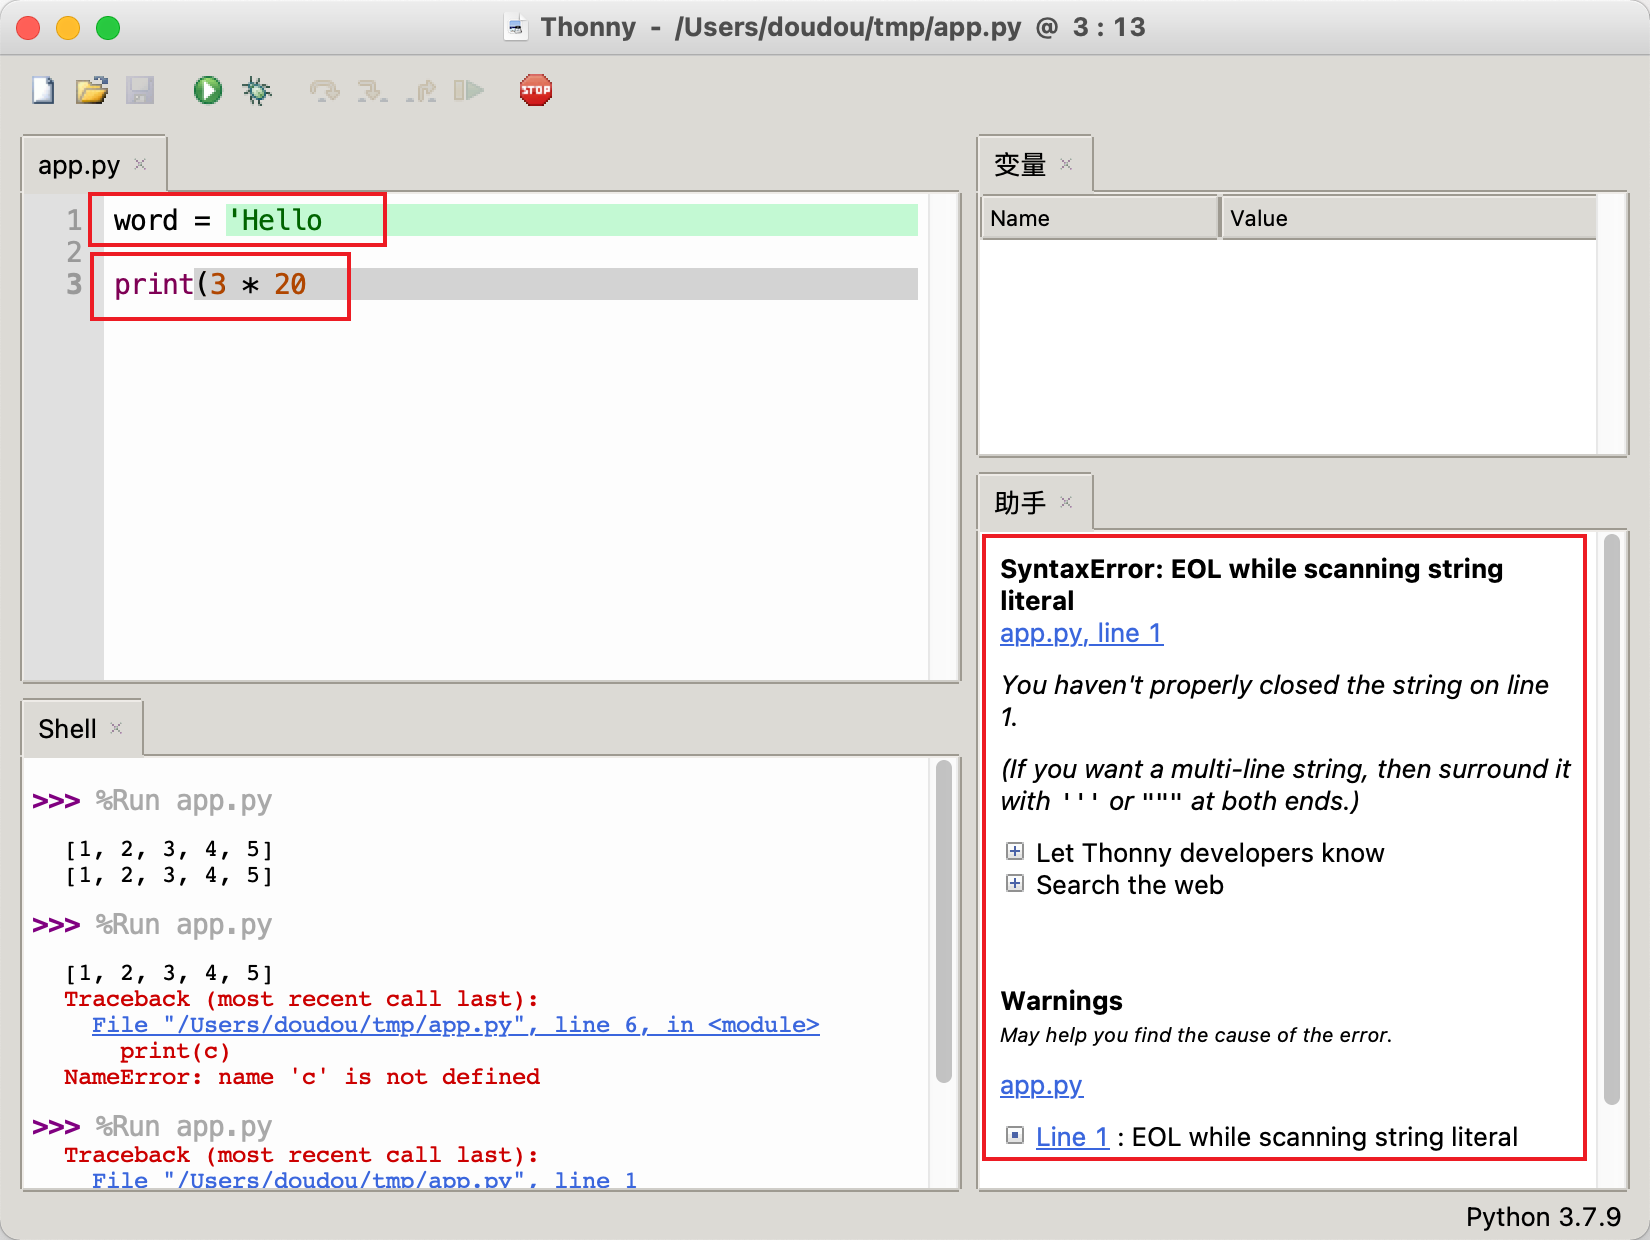 Thonny - /Users/doudou/tmp/app.py @ 3 : 13
STOP
app.py ×
1 word = 'Hello
2
3 print(3 * 20
变量 ×
Name Value
助手 ×
SyntaxError: EOL while scanning string
literal
app.py, line 1
You haven't properly closed the string on line
1.
(If you want a multi-line string, then surround it
with ''' or """ at both ends.)
Let Thonny developers know
Search the web
Warnings
May help you find the cause of the error.
app.py
Line 1 : EOL while scanning string literal
Shell ×
>>> %Run app.py
[1, 2, 3, 4, 5]
[1, 2, 3, 4, 5]
>>> %Run app.py
[1, 2, 3, 4, 5]
Traceback (most recent call last):
File "/Users/doudou/tmp/app.py", line 6, in <module>
print(c)
NameError: name 'c' is not defined
>>> %Run app.py
Traceback (most recent call last):
File "/Users/doudou/tmp/app.py", line 1
Python 3.7.9